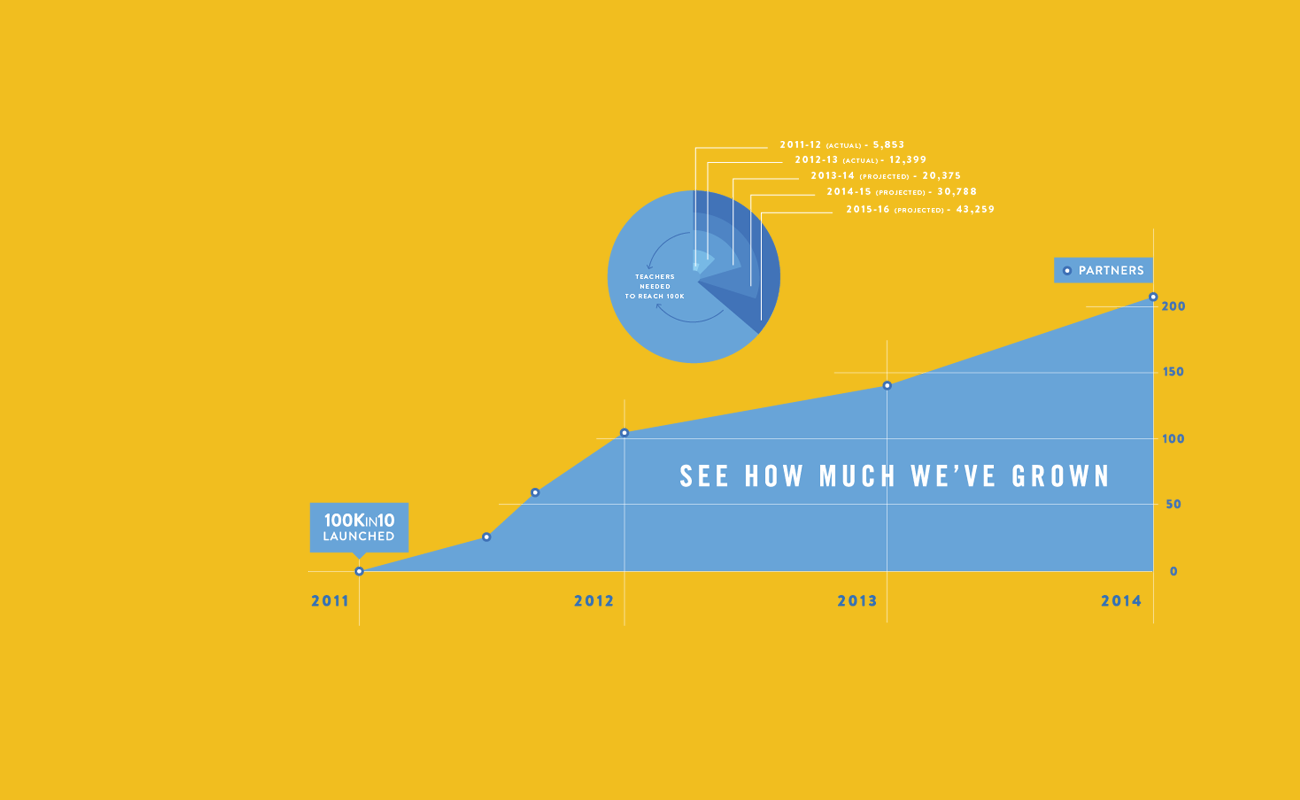 2011-12 (ACTUAL) - 5,853
2012-13 (ACTUAL) - 12,399
2013-14 (PROJECTED) - 20,375
2014-15 (PROJECTED) - 30,788
2015-16 (PROJECTED) - 43,259
TEACHERS
NEEDED
TO REACH 100K
PARTNERS
200
150
100
SEE HOW MUCH WE'VE GROWN
50
100KIN10
LAUNCHED
0
2011
2012
2013
2014